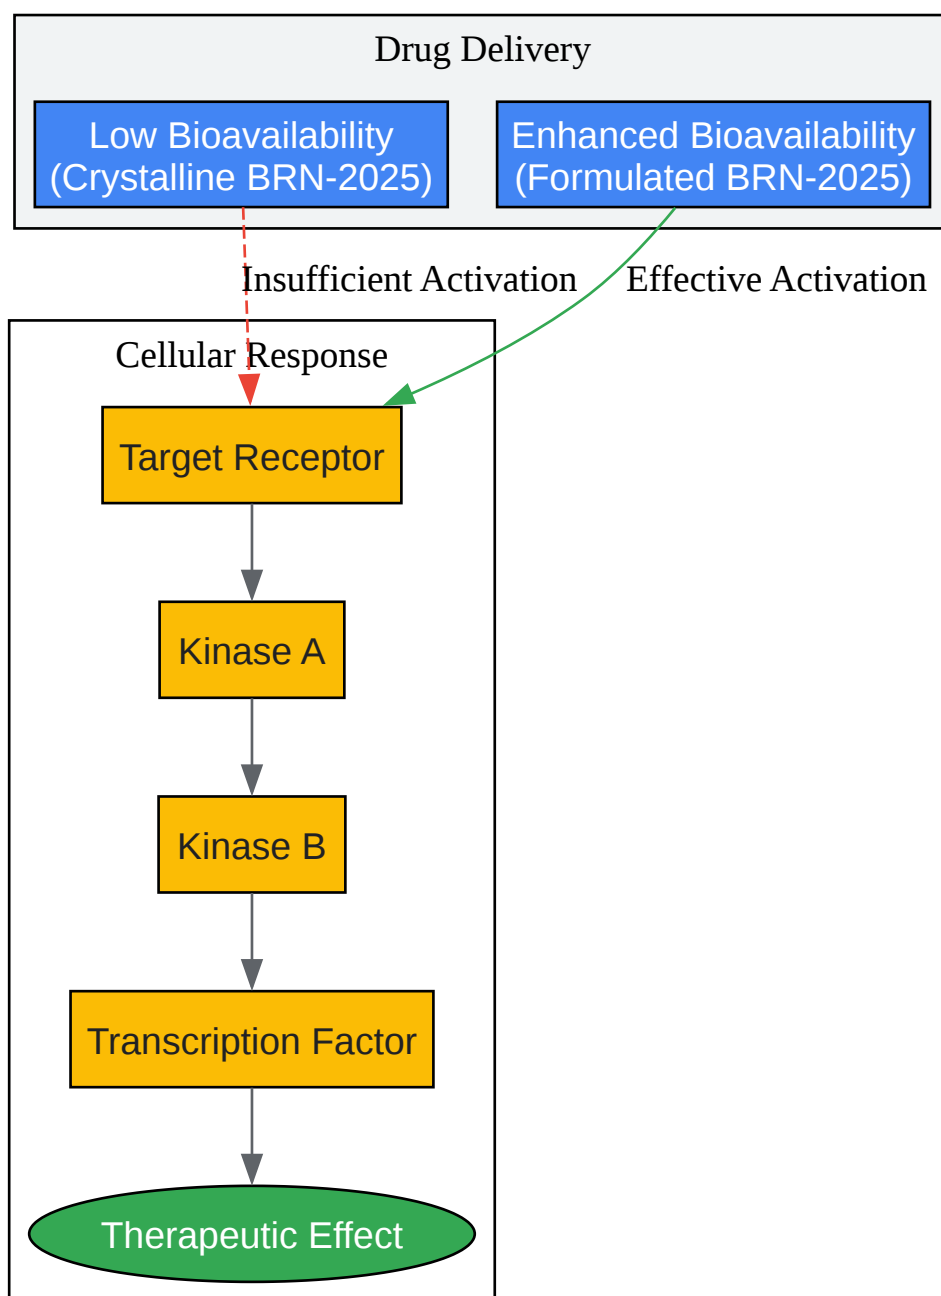 Drug Delivery
Low Bioavailability
(Crystalline BRN-2025)
Enhanced Bioavailability
(Formulated BRN-2025)
Insufficient Activation
Effective Activation
Cellular Response
Target Receptor
Kinase A
Kinase B
Transcription Factor
Therapeutic Effect